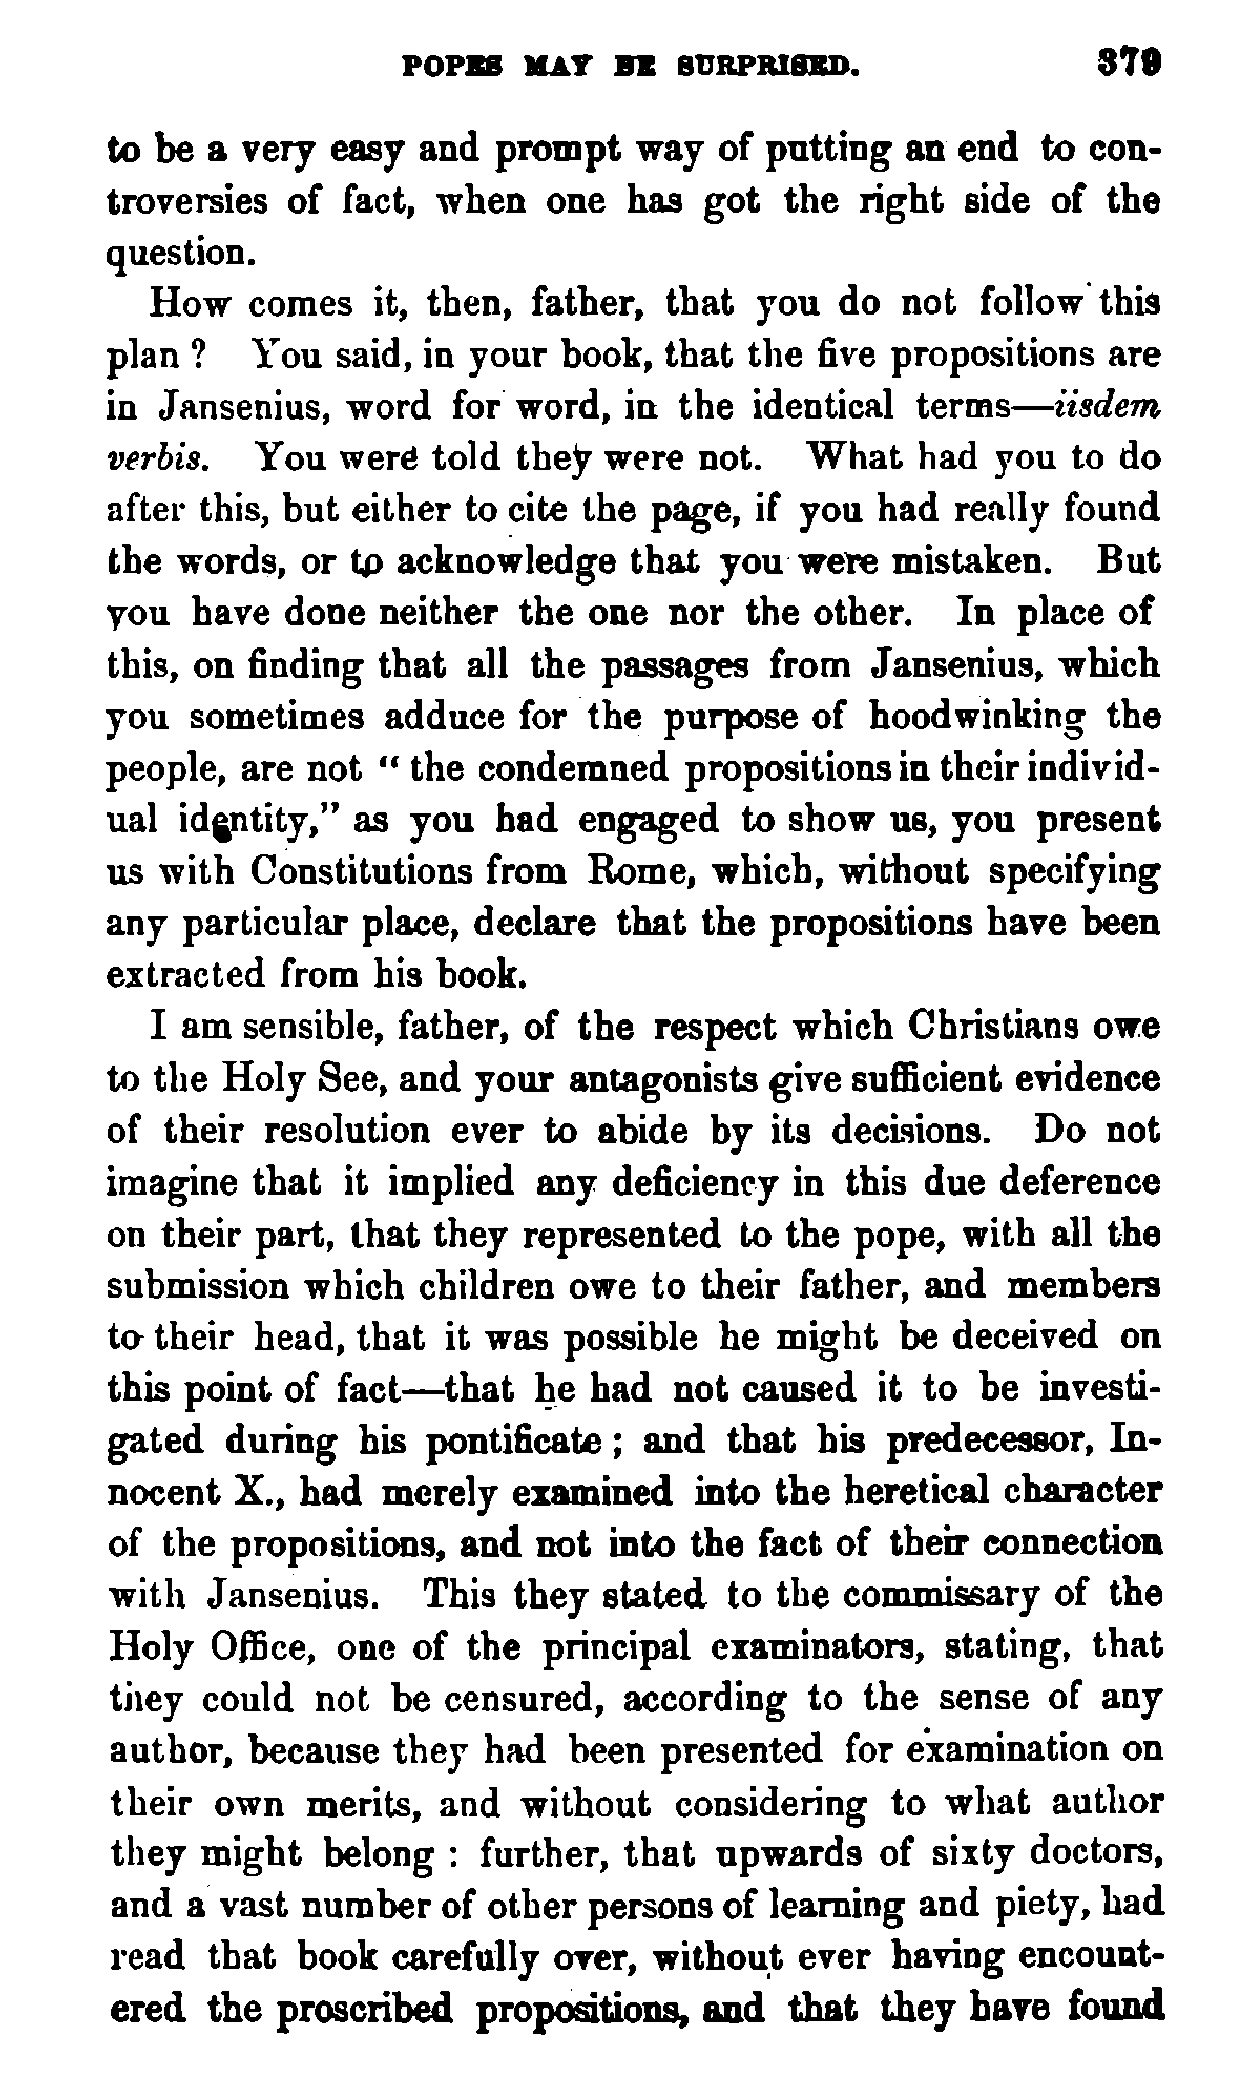 POPES MAY BE SURPRISED. 379
to be a very easy and prompt way of putting an end to con-
troversies of fact, when one has got the right side of the
question.
How comes it, then, father, that you do not follow this
plan ? You said, in your book, that the five propositions are
in Jansenius, word for word, in the identical terms—iisdem
verbis. You were told they were not. What had you to do
after this, but either to cite the page, if you had really found
the words, or to acknowledge that you were mistaken. But
you have done neither the one nor the other. In place of
this, on finding that all the passages from Jansenius, which
you sometimes adduce for the purpose of hoodwinking the
people, are not “ the condemned propositions in their individ-
ual identity,” as you had engaged to show us, you present
us with Constitutions from Rome, which, without specifying
any particular place, declare that the propositions have been
extracted from his book.
I am sensible, father, of the respect which Christians owe
to the Holy See, and your antagonists give sufficient evidence
of their resolution ever to abide by its decisions. Do not
imagine that it implied any deficiency in this due deference
on their part, that they represented to the pope, with all the
submission which children owe to their father, and members
to their head, that it was possible he might be deceived on
this point of fact—that he had not caused it to be investi-
gated during his pontificate ; and that his predecessor, In-
nocent X., had merely examined into the heretical character
of the propositions, and not into the fact of their connection
with Jansenius. This they stated to the commissary of the
Holy Office, one of the principal examinators, stating, that
they could not be censured, according to the sense of any
author, because they had been presented for examination on
their own merits, and without considering to what author
they might belong : further, that upwards of sixty doctors,
and a vast number of other persons of learning and piety, had
read that book carefully over, without ever having encount-
ered the proscribed propositions, and that they have found